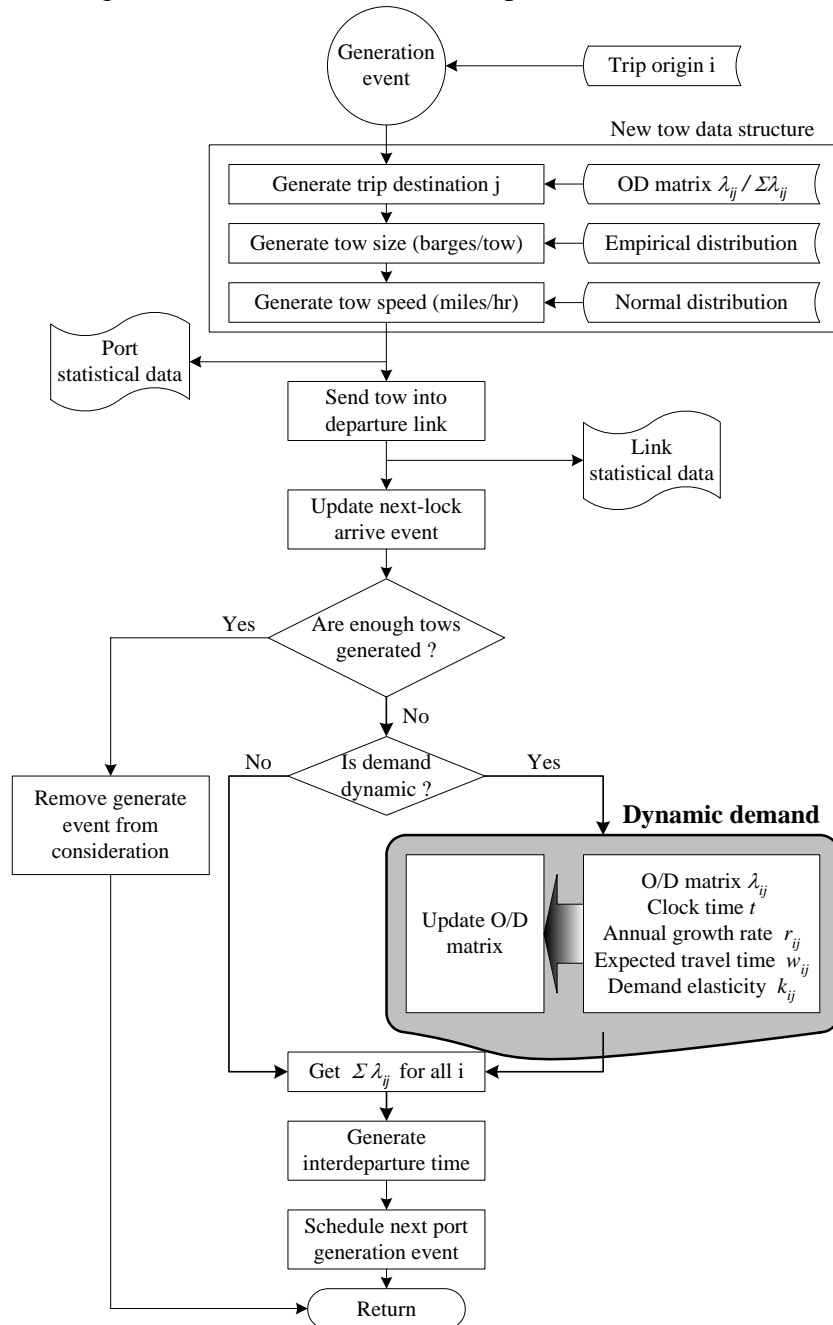 Generation
event
Trip origin i
New tow data structure
Generate trip destination j
OD matrix λij / Σλij
Generate tow size (barges/tow)
Empirical distribution
Generate tow speed (miles/hr)
Normal distribution
Port
statistical data
Send tow into
departure link
Link
statistical data
Update next-lock
arrive event
Yes
Are enough tows
generated ?
No
No
Is demand
dynamic ?
Yes
Remove generate
event from
consideration
Dynamic demand
Update O/D
matrix
O/D matrix λij
Clock time t
Annual growth rate rij
Expected travel time wij
Demand elasticity kij
Get Σ λij for all i
Generate
interdeparture time
Schedule next port
generation event
Return